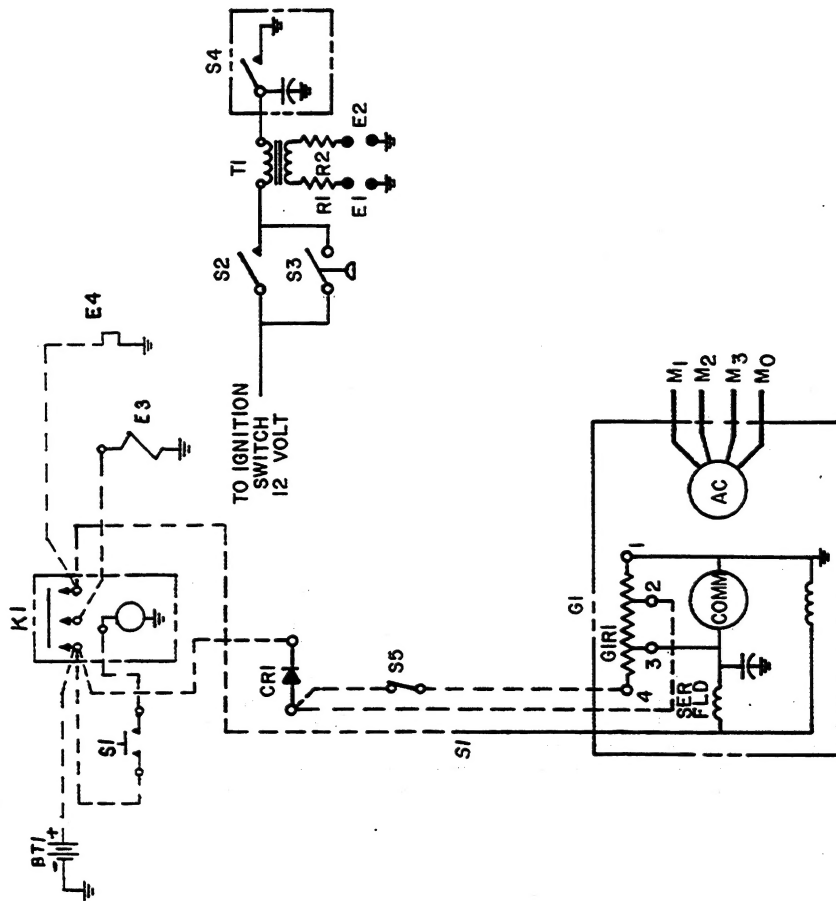 S4
E2
T1
R2
R1
E1
S2
S3
E4
TO IGNITION
SWITCH
12 VOLT
E3
K1
S1
BT1
+
-
CR1
S5
S1
M1
M2
M3
M0
AC
G1
G1R1
1
2
3
4
COMM
SER
FLD